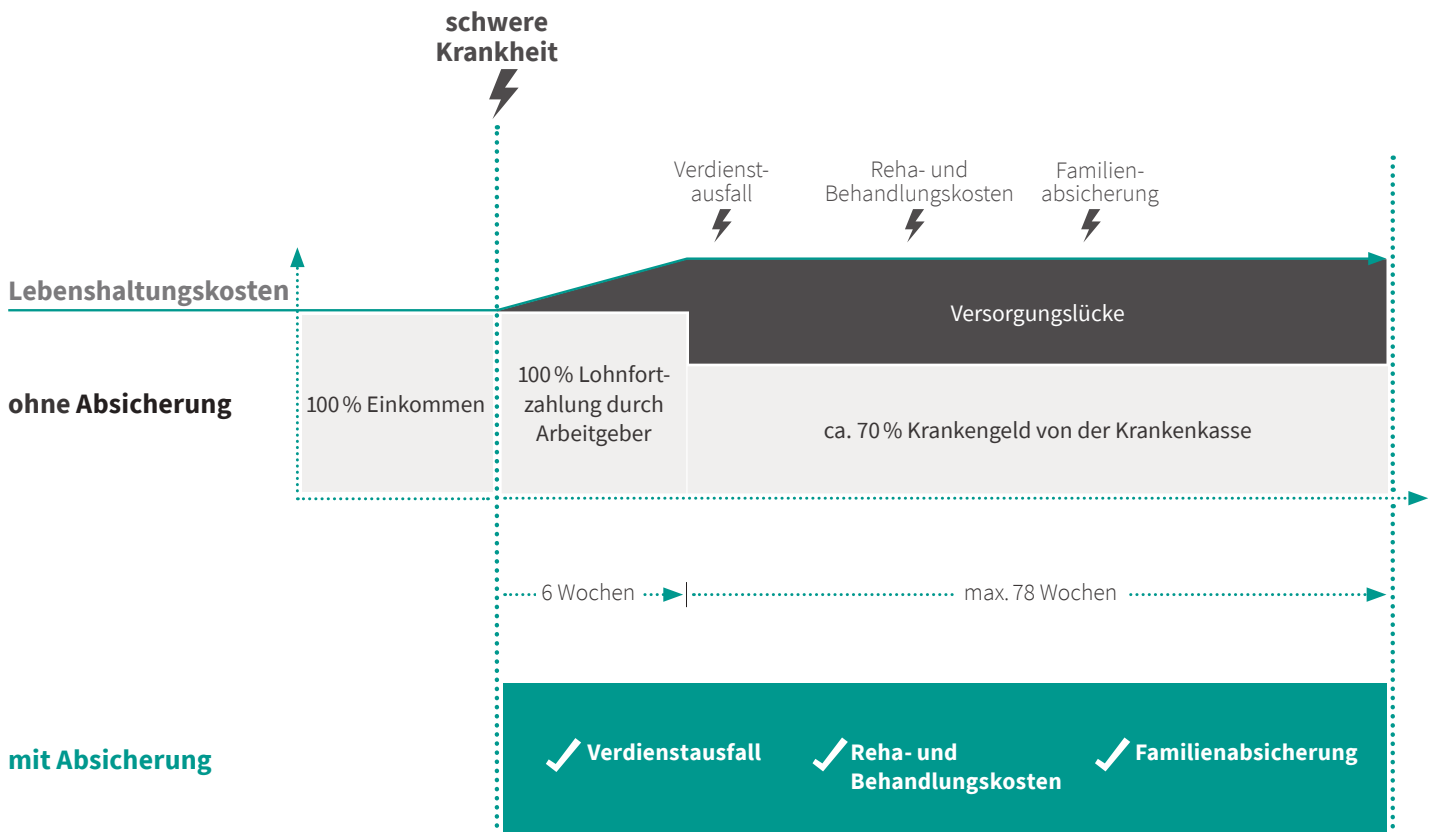 schwere
Krankheit
Verdienst-
ausfall
Reha- und
Behandlungskosten
Familien-
absicherung
Lebenshaltungskosten
Versorgungslücke
ohne Absicherung
100 % Einkommen
100 % Lohnfort-
zahlung durch
Arbeitgeber
ca. 70 % Krankengeld von der Krankenkasse
6 Wochen
max. 78 Wochen
mit Absicherung
Verdienstausfall
Reha- und
Behandlungskosten
Familienabsicherung